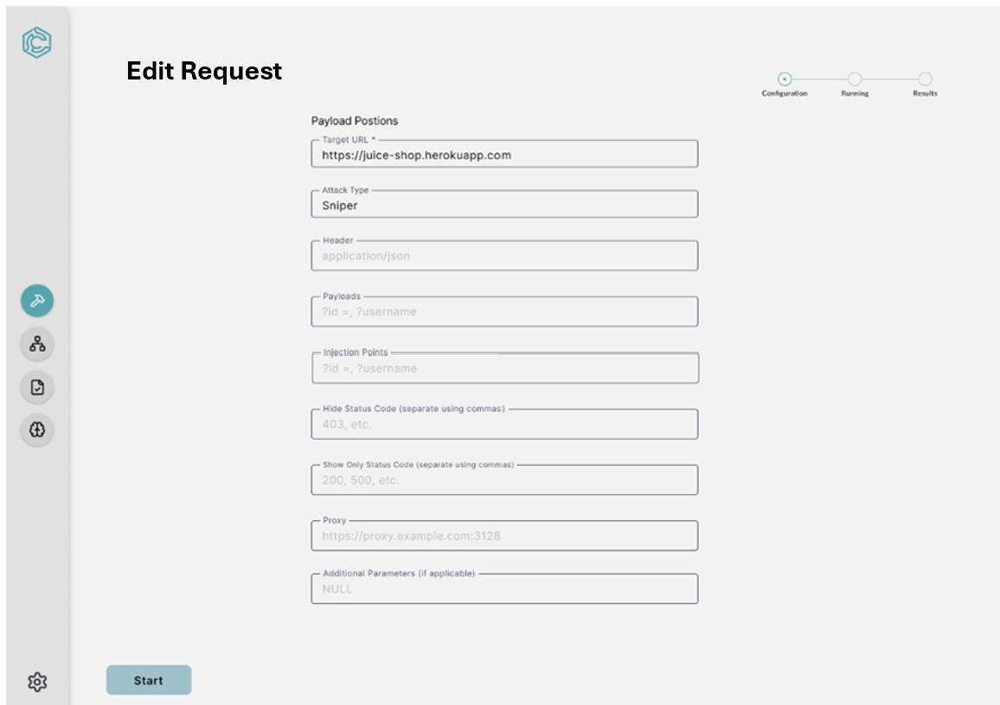 Edit Request
Configuration
Running
Results
Payload Postions
Target URL *
https://juice-shop.herokuapp.com
Attack Type
Sniper
Header
application/json
Payloads
?id =, ?username
Injection Points
?id =, ?username
Hide Status Code (separate using commas)
403, etc.
Show Only Status Code (separate using commas)
200, 500, etc.
Proxy
https://proxy.example.com:3128
Additional Parameters (if applicable)
NULL
Start